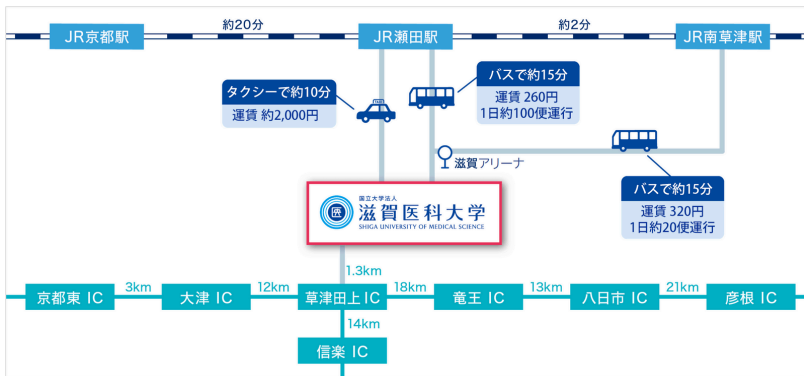 約20分
約2分
JR京都駅
JR瀬田駅
JR南草津駅
タクシーで約10分
運賃 約2,000円
TAXI
バスで約15分
運賃 260円
1日約100便運行
滋賀アリーナ
バスで約15分
運賃 320円
1日約20便運行
国立大学法人
滋賀医科大学
SHIGA UNIVERSITY OF MEDICAL SCIENCE
1.3km
京都東 IC
3km
大津 IC
12km
草津田上 IC
18km
竜王 IC
13km
八日市 IC
21km
彦根 IC
14km
信楽 IC